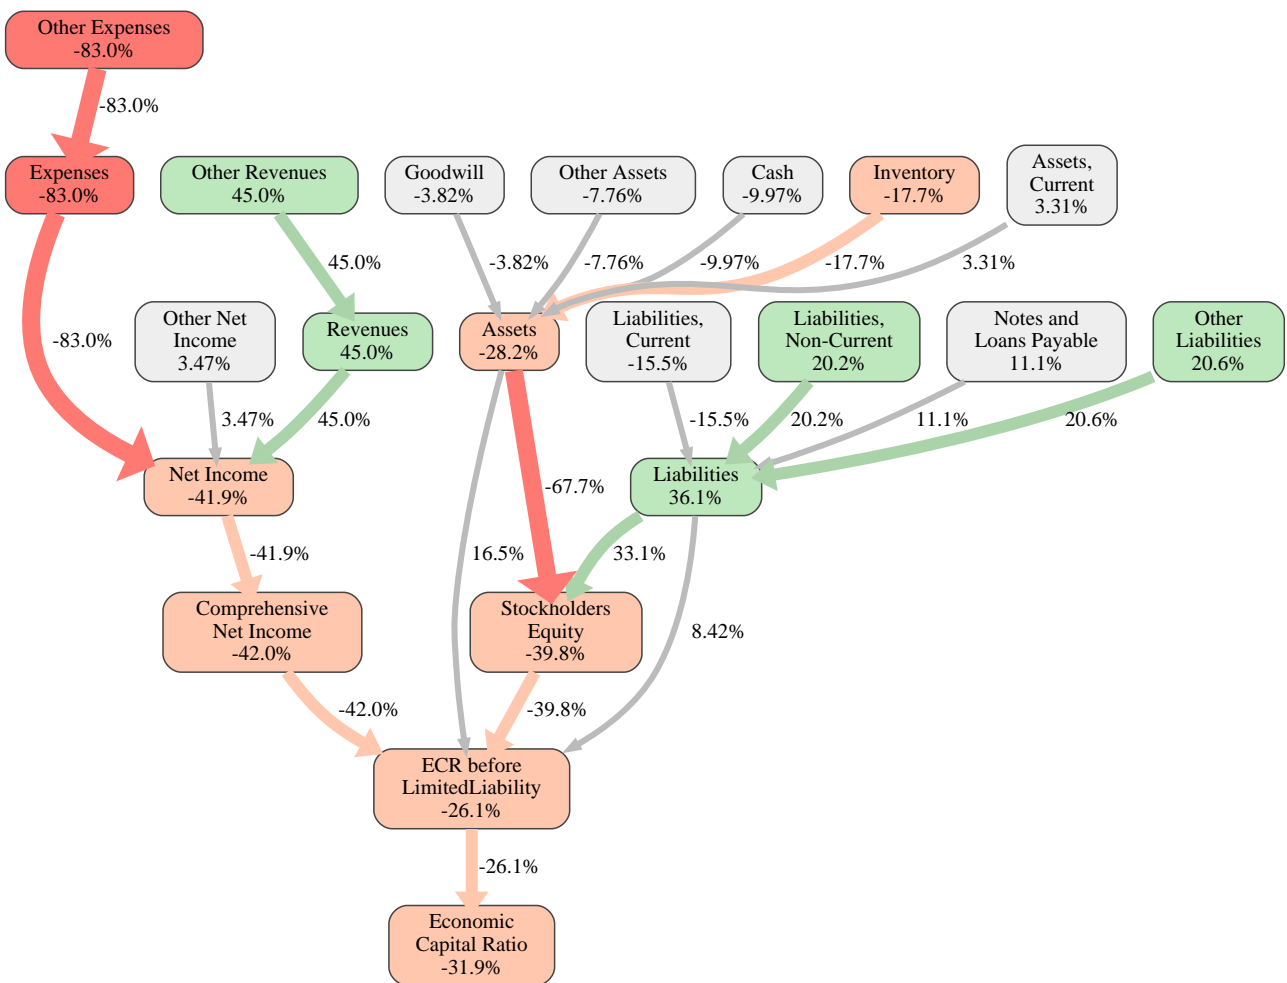 Other Expenses
-83.0%
-83.0%
Expenses
-83.0%
Other Revenues
45.0%
Goodwill
-3.82%
Other Assets
-7.76%
Cash
-9.97%
Inventory
-17.7%
Assets,
Current
3.31%
45.0%
-3.82%
-7.76%
-9.97%
-17.7%
3.31%
-83.0%
Other Net
Income
3.47%
Revenues
45.0%
Assets
-28.2%
Liabilities,
Current
-15.5%
Liabilities,
Non-Current
20.2%
Notes and
Loans Payable
11.1%
Other
Liabilities
20.6%
3.47%
45.0%
-67.7%
-15.5%
20.2%
11.1%
20.6%
Net Income
-41.9%
Liabilities
36.1%
-41.9%
16.5%
33.1%
8.42%
Comprehensive
Net Income
-42.0%
Stockholders
Equity
-39.8%
-42.0%
-39.8%
ECR before
LimitedLiability
-26.1%
-26.1%
Economic
Capital Ratio
-31.9%